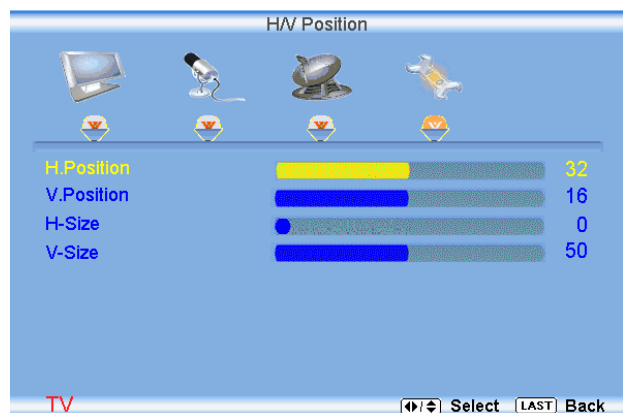 H/V Position
H.Position 32
V.Position 16
H-Size 0
V-Size 50
TV Select LAST Back